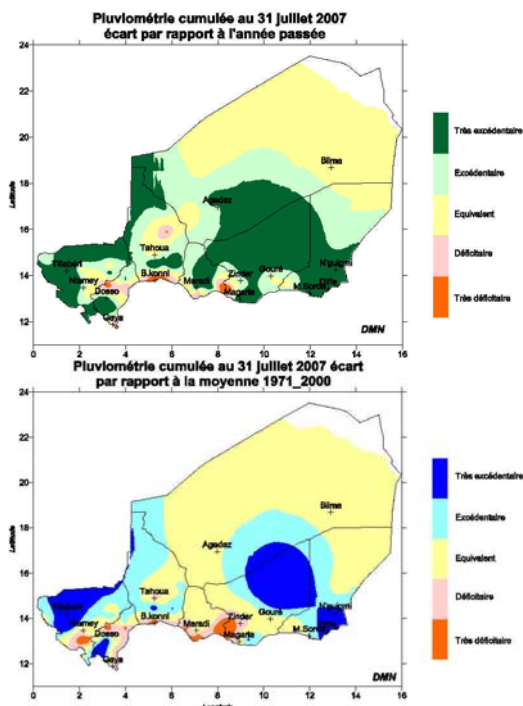 Pluviométrie cumulée au 31 juillet 2007
écart par rapport à l'année passée
24
22
20
18
16
14
12
Latitude
Bilma
Agadaz
Tahoua
Tillabéri
N'guigmi
Niamey
Dosso
B.konni
Maradi
Zinder
Gouré
Magaria
M.Soroa
Diffa
Gaya
DMN
0 2 4 6 8 10 12 14 16
Très excédentaire
Excédentaire
Equivalent
Déficitaire
Très déficitaire
Pluviométrie cumulée au 31 juillet 2007 écart
par rapport à la moyenne 1971_2000
24
22
20
18
16
14
12
Latitude
Bilma
Agadez
Tahoua
Tillabéri
N'guigmi
Niamey
Dosso
B.konni
Maradi
Zinder
Gouré
Magaria
M.Soroa
Gaya
DMN
0 2 4 6 8 10 12 14 16
Très excédentaire
Excédentaire
Equivalent
Déficitaire
Très déficitaire